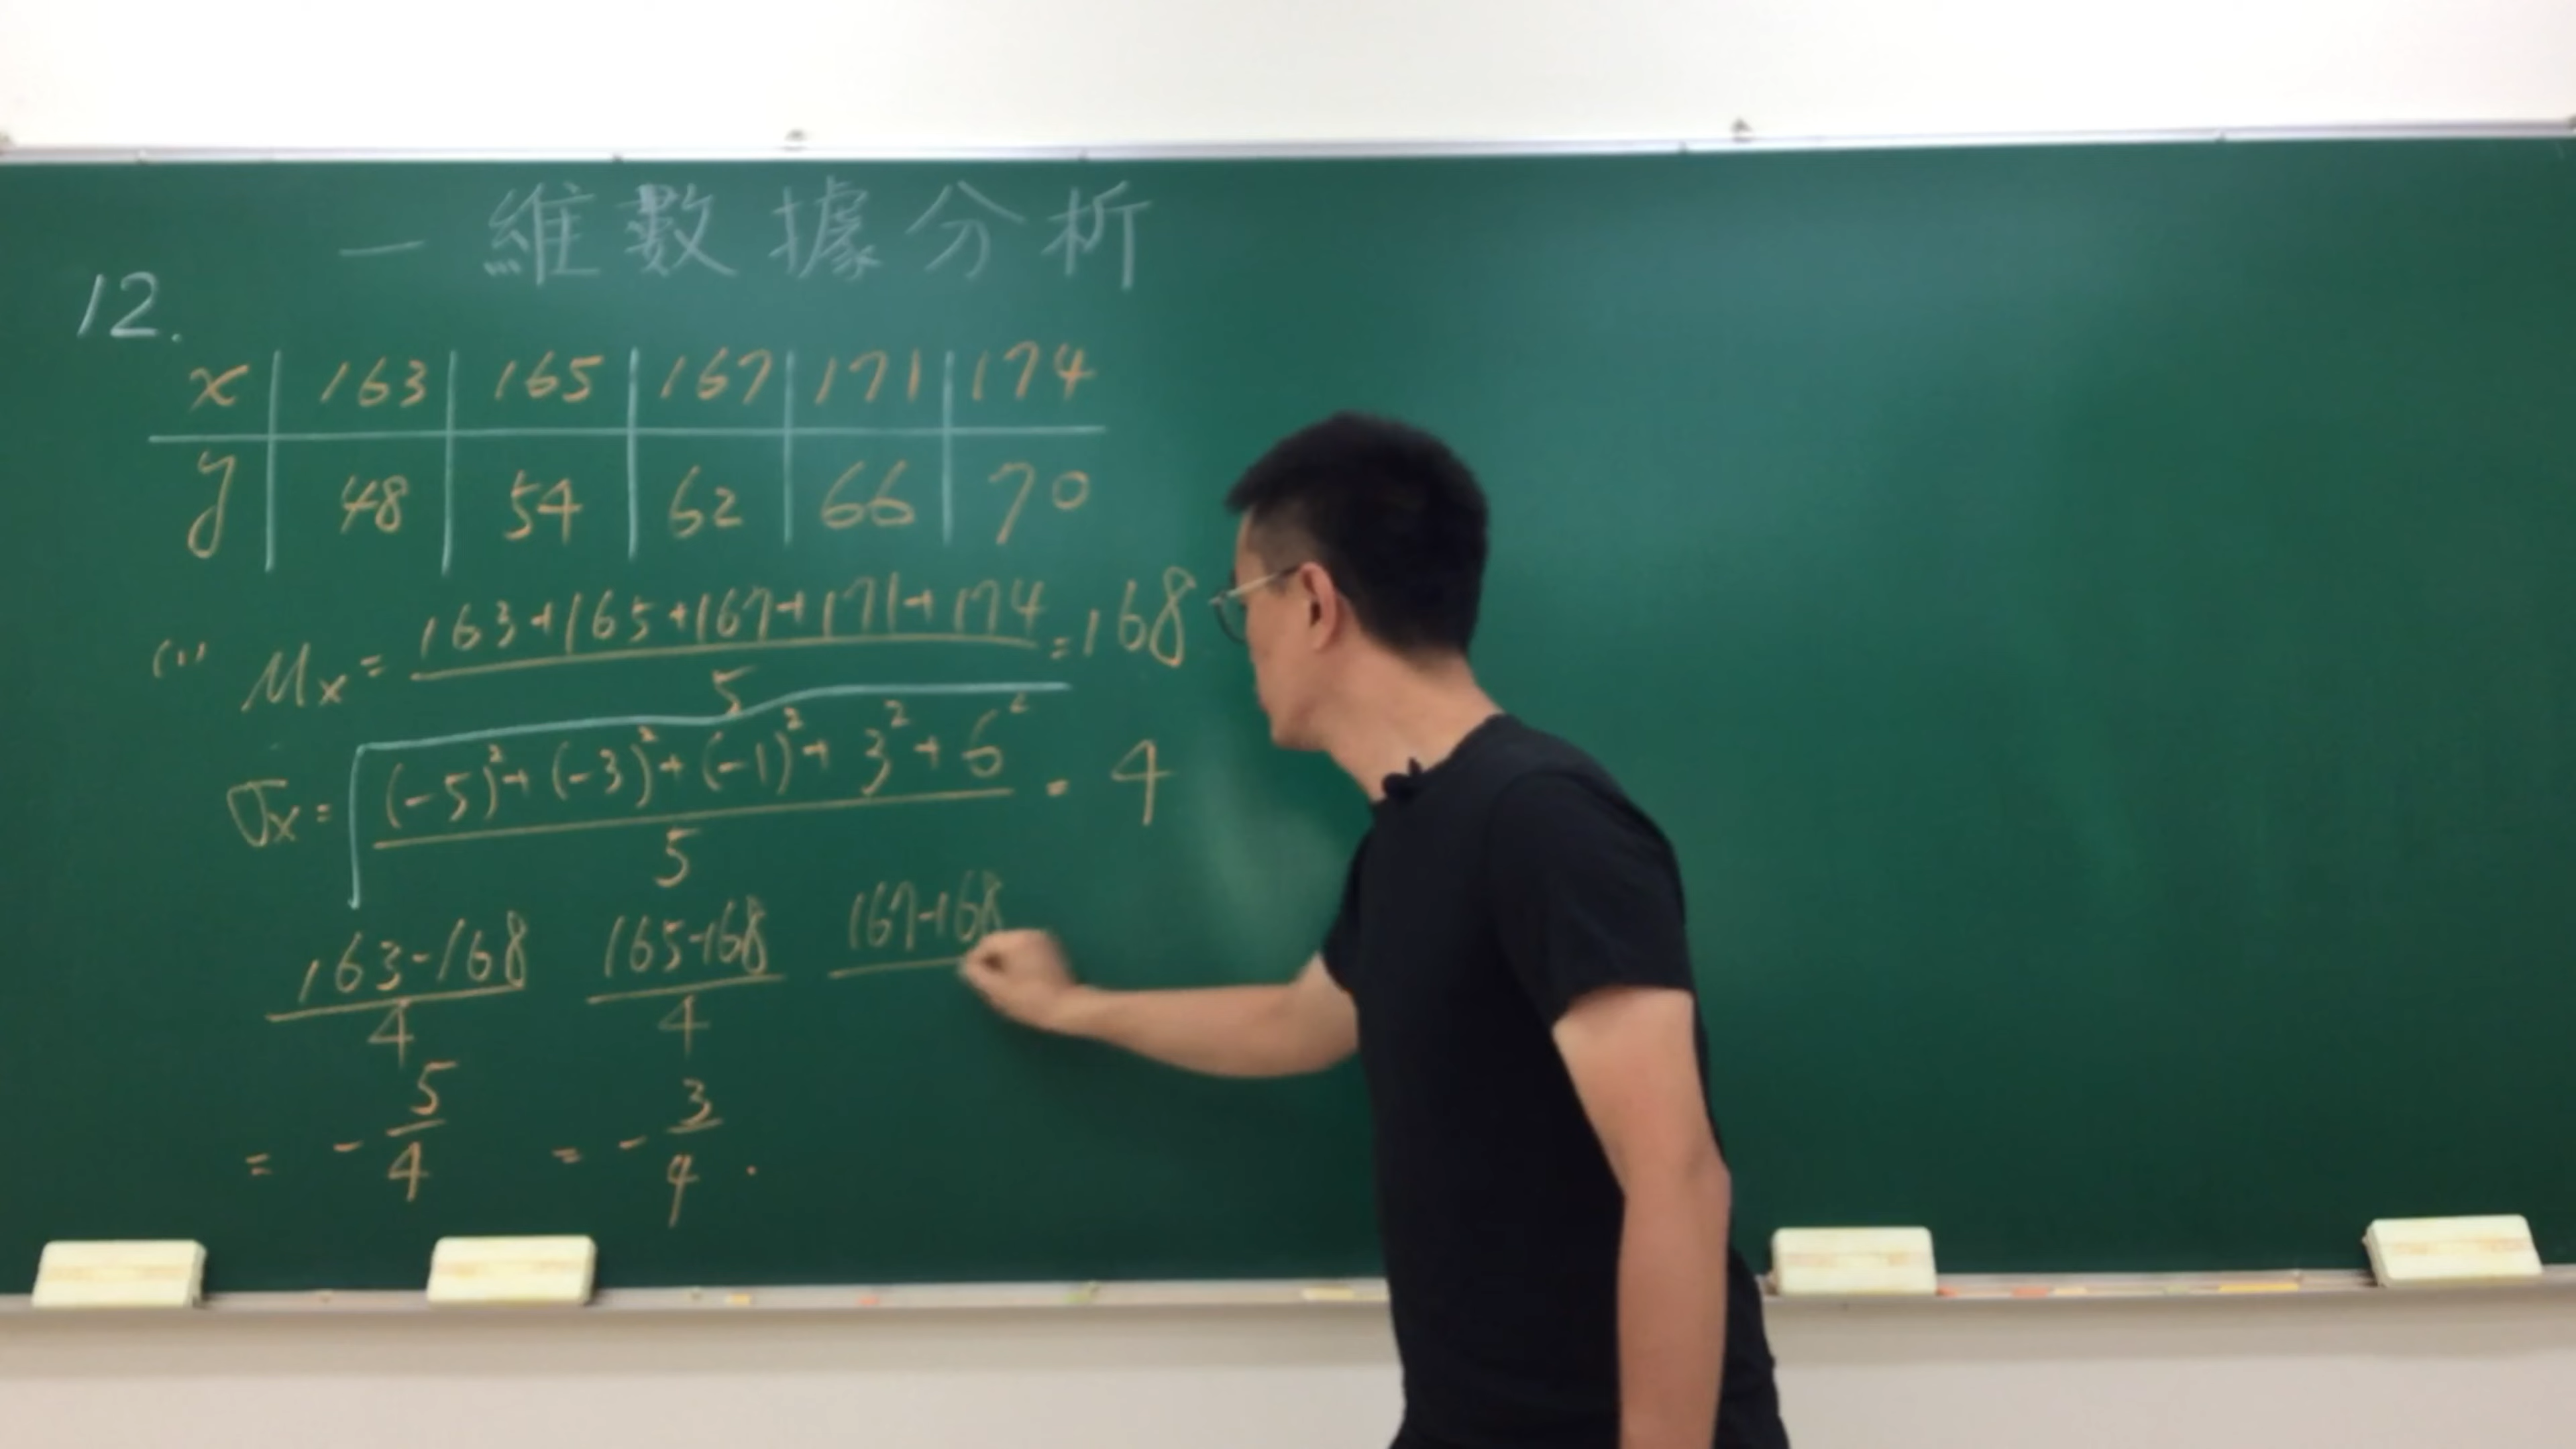 一維數據分析
12.
x 163 165 167 171 174
y 48 54 62 66 70
(1) Mx = (163+165+167+171+174)/5 = 168
σx = √(((-5)²+(-3)²+(-1)²+3²+6²)/5) = 4
(163-168)/4 (165-168)/4 167-168
= -5/4 = -3/4.